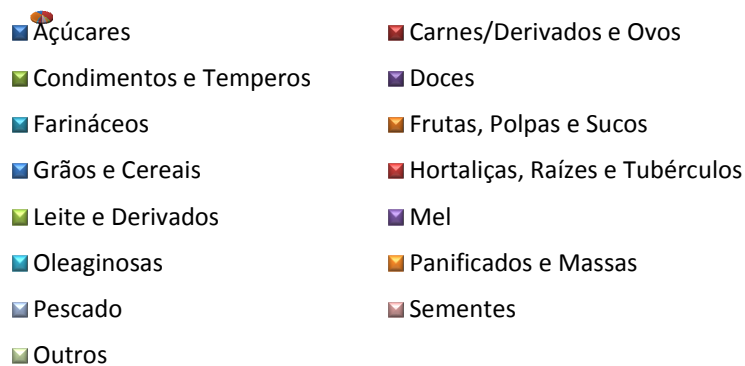 Açúcares
Carnes/Derivados e Ovos
Condimentos e Temperos
Doces
Farináceos
Frutas, Polpas e Sucos
Grãos e Cereais
Hortaliças, Raízes e Tubérculos
Leite e Derivados
Mel
Oleaginosas
Panificados e Massas
Pescado
Sementes
Outros